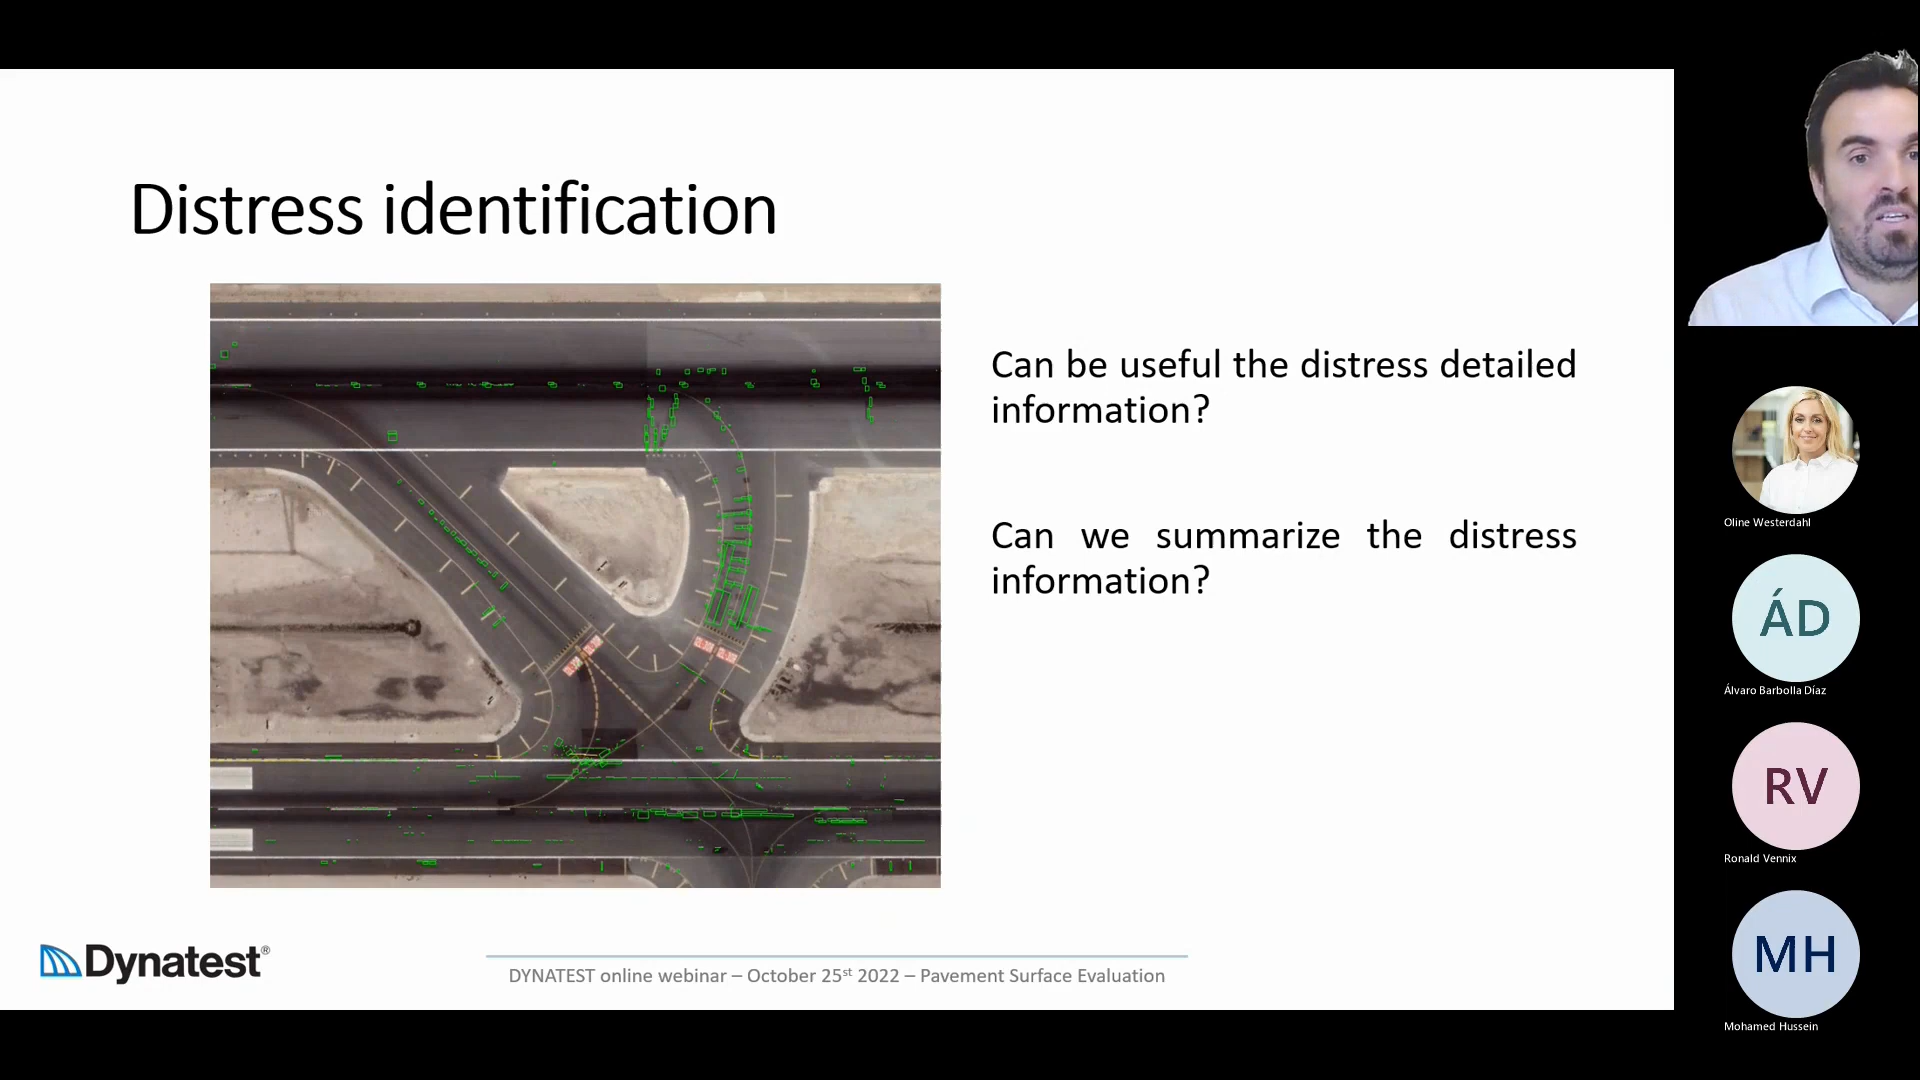 Distress identification
Can be useful the distress detailed
information?
Can we summarize the distress
information?
Dynatest®
DYNATEST online webinar – October 25st 2022 – Pavement Surface Evaluation
Oline Westerdahl
ÁD
Álvaro Barbolla Díaz
RV
Ronald Vennix
MH
Mohamed Hussein